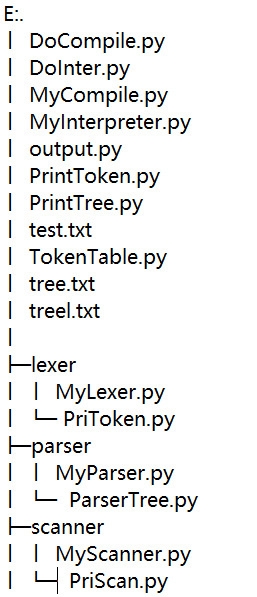 E:.
|   DoCompile.py
|   DoInter.py
|   MyCompile.py
|   MyInterpreter.py
|   output.py
|   PrintToken.py
|   PrintTree.py
|   test.txt
|   TokenTable.py
|   tree.txt
|   treel.txt
|
├─lexer
|   |   MyLexer.py
|   └─ PriToken.py
├─parser
|   |   MyParser.py
|   └─  ParserTree.py
├─scanner
|   |   MyScanner.py
|   └─ PriScan.py